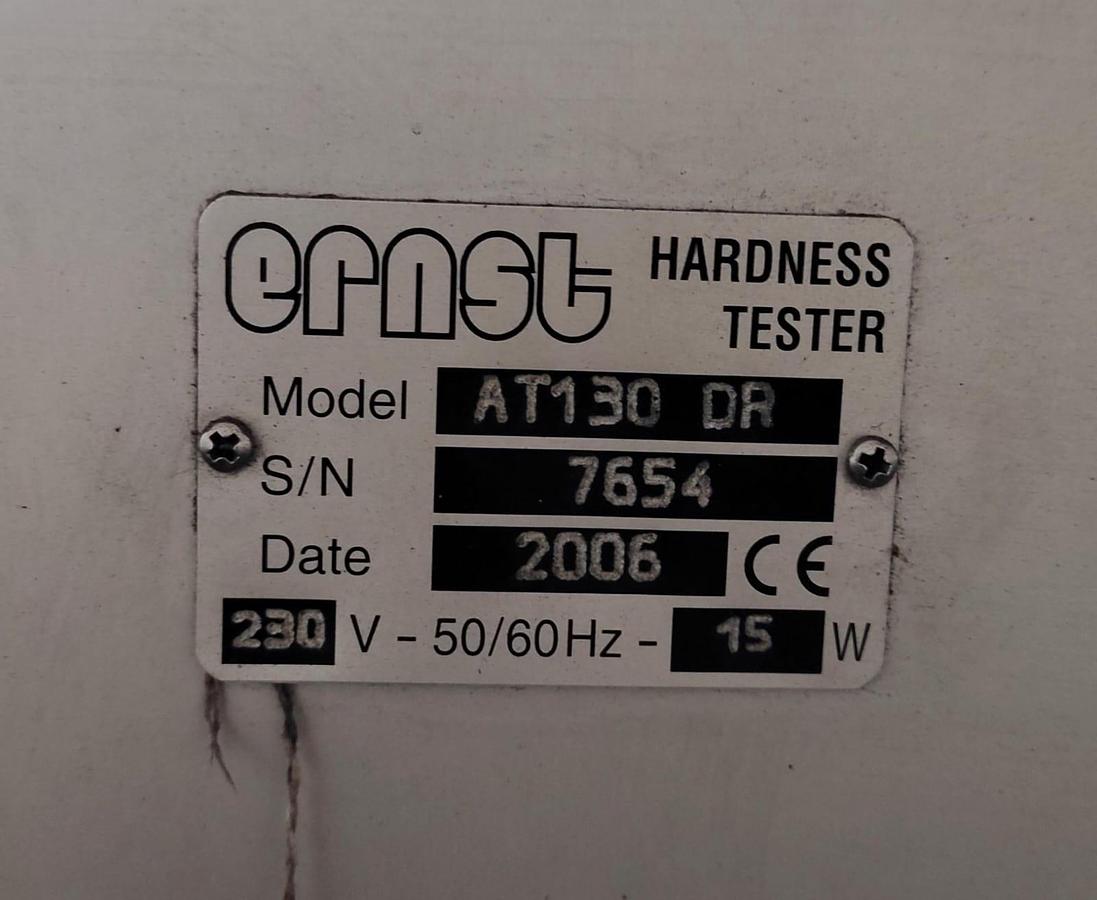 ernst HARDNESS
TESTER
Model AT130 DR
S/N 7654
Date 2006 CE
230 V - 50/60Hz - 15 W